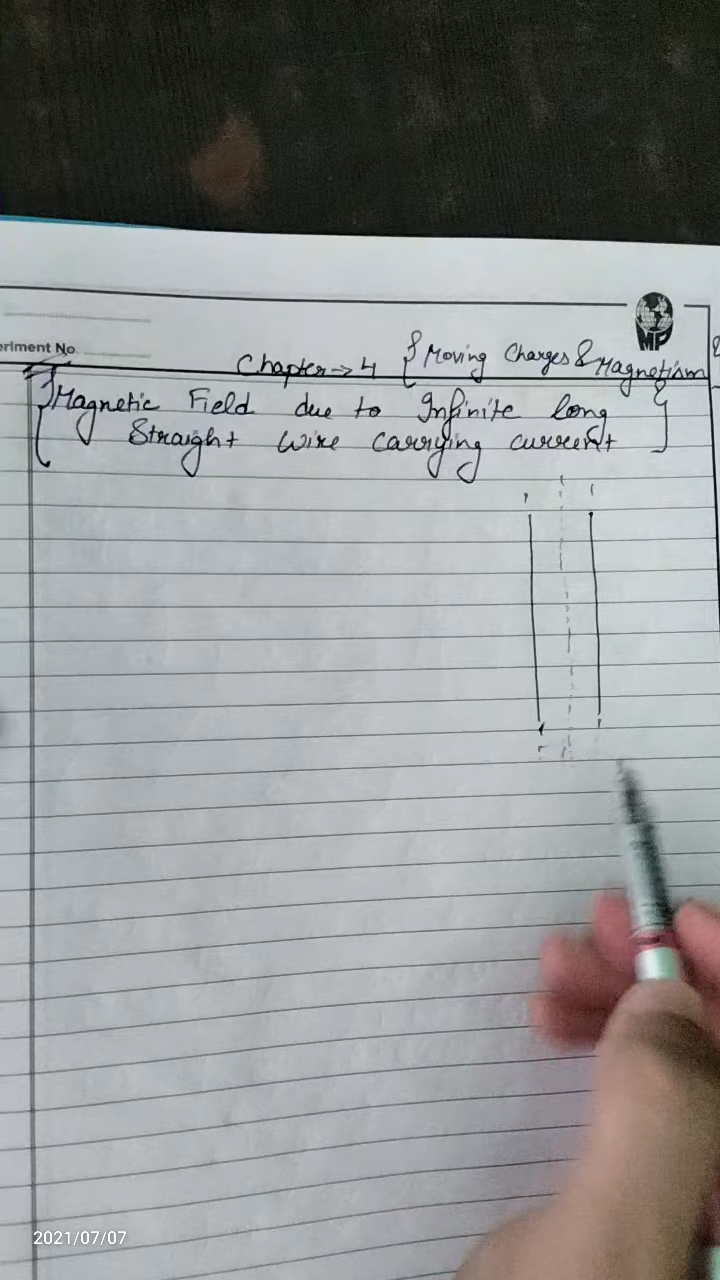 MP
eriment No.
Chapter → 4 { Moving Charges & Magnetism }
{ Magnetic Field due to Infinite long
Straight wire carrying current }
2021/07/07